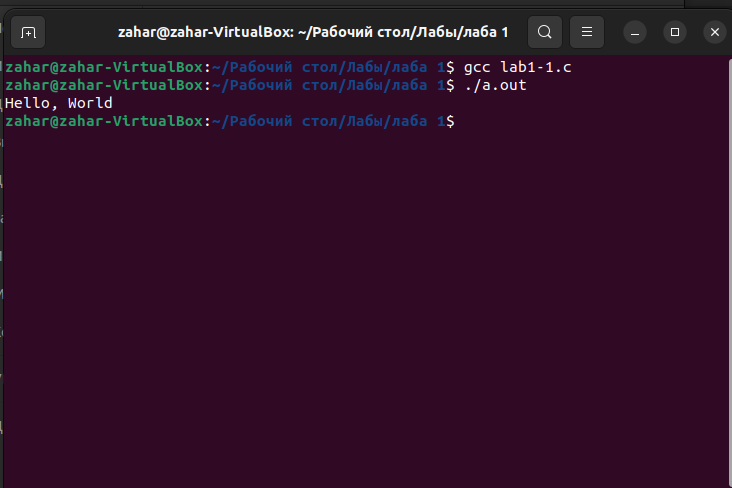 zahar@zahar-VirtualBox: ~/Рабочий стол/Лабы/лаба 1
zahar@zahar-VirtualBox:~/Рабочий стол/Лабы/лаба 1$ gcc lab1-1.c
zahar@zahar-VirtualBox:~/Рабочий стол/Лабы/лаба 1$ ./a.out
Hello, World
zahar@zahar-VirtualBox:~/Рабочий стол/Лабы/лаба 1$